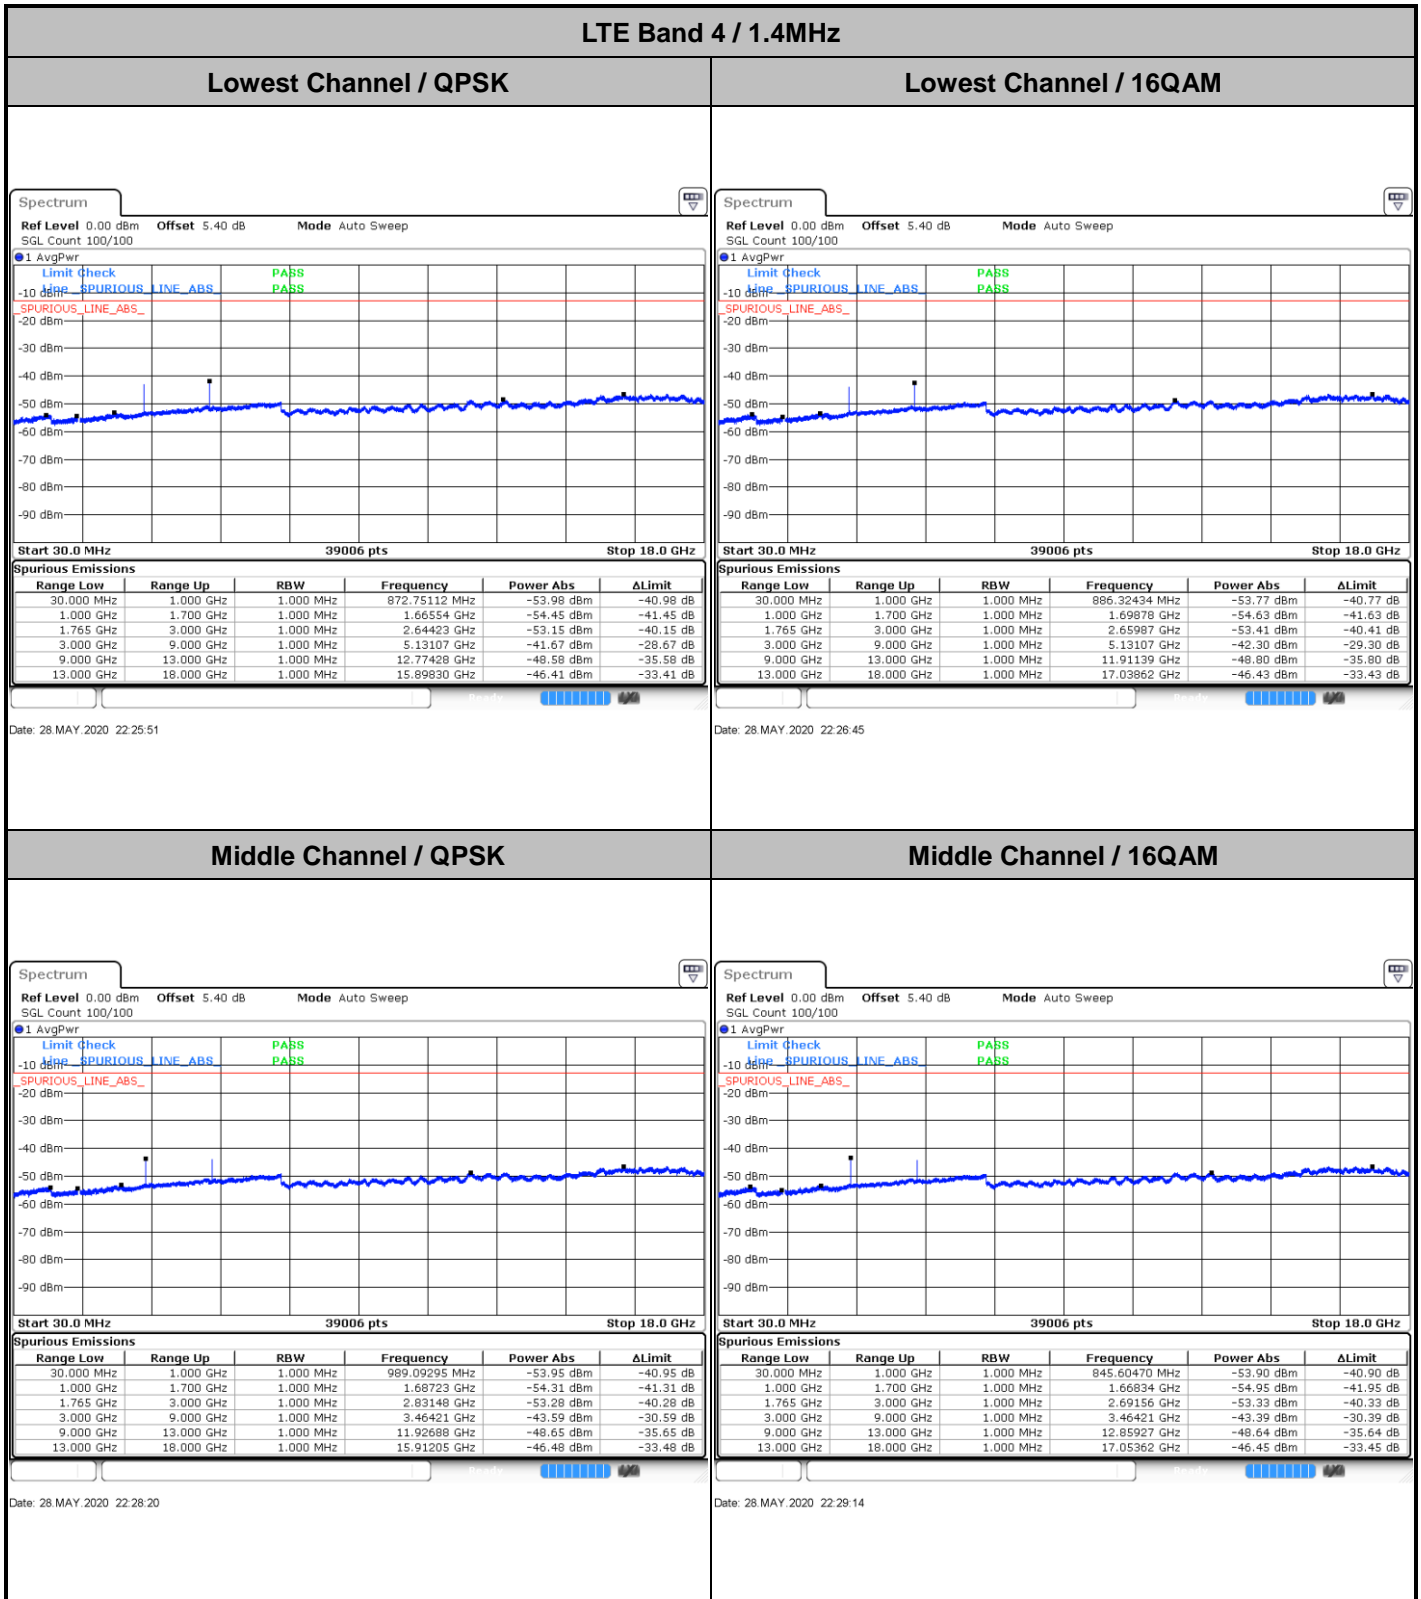 LTE Band 4 / 1.4MHz
Lowest Channel / QPSK
Lowest Channel / 16QAM
Spectrum
Ref Level 0.00 dBm Offset 5.40 dB Mode Auto Sweep
SGL Count 100/100
1 AvgPwr
Limit Check PASS
Line _SPURIOUS_LINE_ABS_ PASS
-10 dBm
_SPURIOUS_LINE_ABS_
-20 dBm
-30 dBm
-40 dBm
-50 dBm
-60 dBm
-70 dBm
-80 dBm
-90 dBm
Start 30.0 MHz 39006 pts Stop 18.0 GHz
Spurious Emissions
Range Low Range Up RBW Frequency Power Abs ΔLimit
30.000 MHz 1.000 GHz 1.000 MHz 872.75112 MHz -53.98 dBm -40.98 dB
1.000 GHz 1.700 GHz 1.000 MHz 1.66554 GHz -54.45 dBm -41.45 dB
1.765 GHz 3.000 GHz 1.000 MHz 2.64423 GHz -53.15 dBm -40.15 dB
3.000 GHz 9.000 GHz 1.000 MHz 5.13107 GHz -41.67 dBm -28.67 dB
9.000 GHz 13.000 GHz 1.000 MHz 12.77428 GHz -48.58 dBm -35.58 dB
13.000 GHz 18.000 GHz 1.000 MHz 15.89830 GHz -46.41 dBm -33.41 dB
Date: 28.MAY.2020 22:25:51
Spectrum
Ref Level 0.00 dBm Offset 5.40 dB Mode Auto Sweep
SGL Count 100/100
1 AvgPwr
Limit Check PASS
Line _SPURIOUS_LINE_ABS_ PASS
-10 dBm
_SPURIOUS_LINE_ABS_
-20 dBm
-30 dBm
-40 dBm
-50 dBm
-60 dBm
-70 dBm
-80 dBm
-90 dBm
Start 30.0 MHz 39006 pts Stop 18.0 GHz
Spurious Emissions
Range Low Range Up RBW Frequency Power Abs ΔLimit
30.000 MHz 1.000 GHz 1.000 MHz 886.32434 MHz -53.77 dBm -40.77 dB
1.000 GHz 1.700 GHz 1.000 MHz 1.69878 GHz -54.63 dBm -41.63 dB
1.765 GHz 3.000 GHz 1.000 MHz 2.65987 GHz -53.41 dBm -40.41 dB
3.000 GHz 9.000 GHz 1.000 MHz 5.13107 GHz -42.30 dBm -29.30 dB
9.000 GHz 13.000 GHz 1.000 MHz 11.91139 GHz -48.80 dBm -35.80 dB
13.000 GHz 18.000 GHz 1.000 MHz 17.03862 GHz -46.43 dBm -33.43 dB
Date: 28.MAY.2020 22:26:45
Middle Channel / QPSK
Middle Channel / 16QAM
Spectrum
Ref Level 0.00 dBm Offset 5.40 dB Mode Auto Sweep
SGL Count 100/100
1 AvgPwr
Limit Check PASS
Line _SPURIOUS_LINE_ABS_ PASS
-10 dBm
_SPURIOUS_LINE_ABS_
-20 dBm
-30 dBm
-40 dBm
-50 dBm
-60 dBm
-70 dBm
-80 dBm
-90 dBm
Start 30.0 MHz 39006 pts Stop 18.0 GHz
Spurious Emissions
Range Low Range Up RBW Frequency Power Abs ΔLimit
30.000 MHz 1.000 GHz 1.000 MHz 989.09295 MHz -53.95 dBm -40.95 dB
1.000 GHz 1.700 GHz 1.000 MHz 1.68723 GHz -54.31 dBm -41.31 dB
1.765 GHz 3.000 GHz 1.000 MHz 2.83148 GHz -53.28 dBm -40.28 dB
3.000 GHz 9.000 GHz 1.000 MHz 3.46421 GHz -43.59 dBm -30.59 dB
9.000 GHz 13.000 GHz 1.000 MHz 11.92688 GHz -48.65 dBm -35.65 dB
13.000 GHz 18.000 GHz 1.000 MHz 15.91205 GHz -46.48 dBm -33.48 dB
Date: 28.MAY.2020 22:28:20
Spectrum
Ref Level 0.00 dBm Offset 5.40 dB Mode Auto Sweep
SGL Count 100/100
1 AvgPwr
Limit Check PASS
Line _SPURIOUS_LINE_ABS_ PASS
-10 dBm
_SPURIOUS_LINE_ABS_
-20 dBm
-30 dBm
-40 dBm
-50 dBm
-60 dBm
-70 dBm
-80 dBm
-90 dBm
Start 30.0 MHz 39006 pts Stop 18.0 GHz
Spurious Emissions
Range Low Range Up RBW Frequency Power Abs ΔLimit
30.000 MHz 1.000 GHz 1.000 MHz 845.60470 MHz -53.90 dBm -40.90 dB
1.000 GHz 1.700 GHz 1.000 MHz 1.66834 GHz -54.95 dBm -41.95 dB
1.765 GHz 3.000 GHz 1.000 MHz 2.69156 GHz -53.33 dBm -40.33 dB
3.000 GHz 9.000 GHz 1.000 MHz 3.46421 GHz -43.39 dBm -30.39 dB
9.000 GHz 13.000 GHz 1.000 MHz 12.85927 GHz -48.64 dBm -35.64 dB
13.000 GHz 18.000 GHz 1.000 MHz 17.05362 GHz -46.45 dBm -33.45 dB
Date: 28.MAY.2020 22:29:14